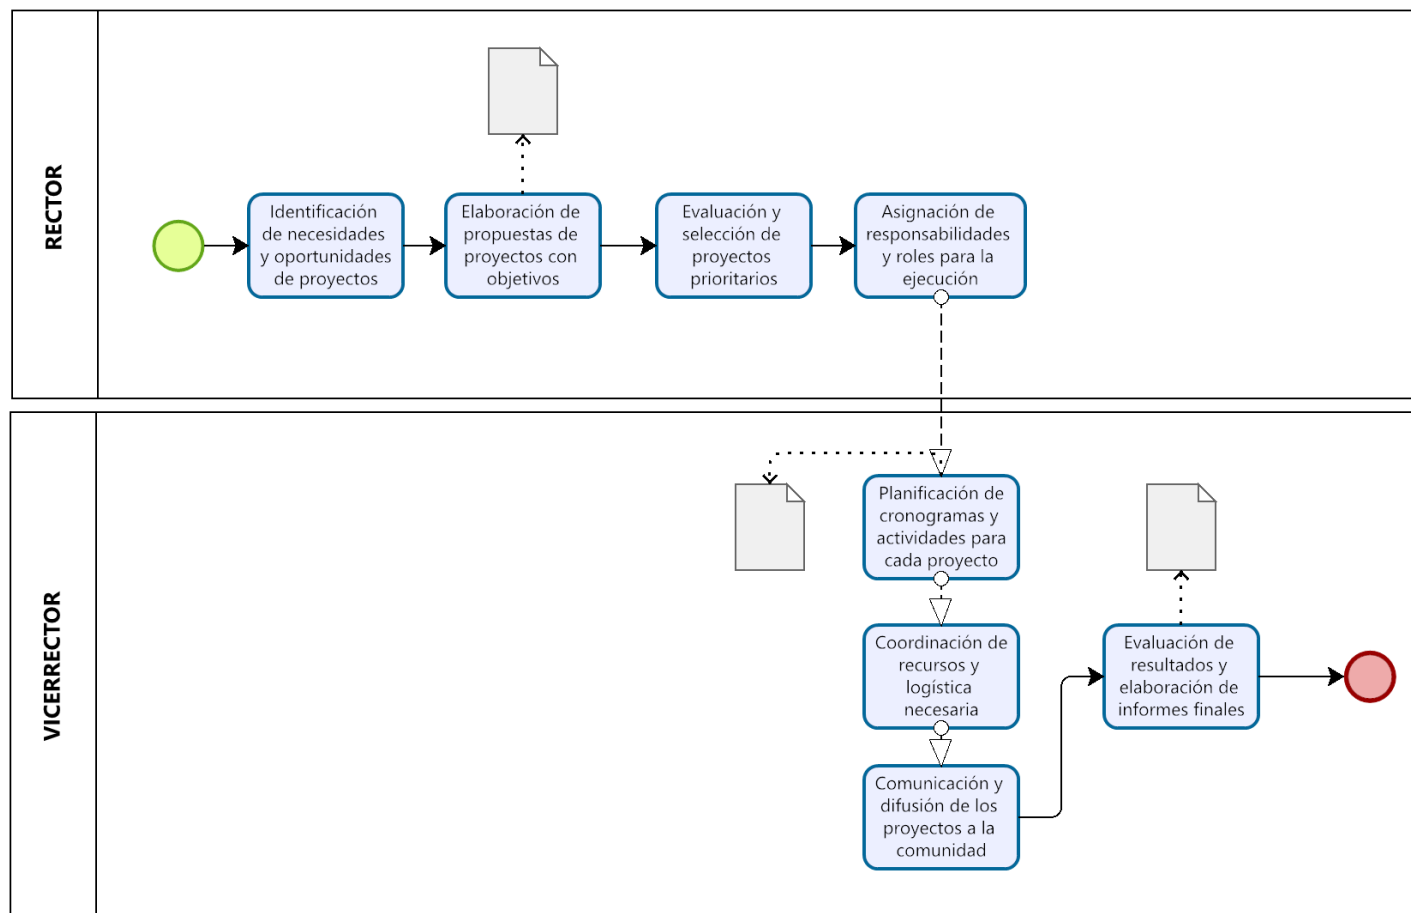 RECTOR
Identificación
de necesidades
y oportunidades
de proyectos
Elaboración de
propuestas de
proyectos con
objetivos
Evaluación y
selección de
proyectos
prioritarios
Asignación de
responsabilidades
y roles para la
ejecución
VICERRECTOR
Planificación de
cronogramas y
actividades para
cada proyecto
Coordinación de
recursos y
logística
necesaria
Comunicación y
difusión de los
proyectos a la
comunidad
Evaluación de
resultados y
elaboración de
informes finales